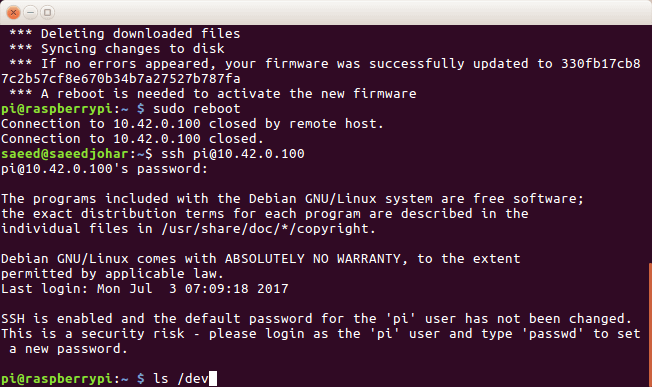 *** Deleting downloaded files
*** Syncing changes to disk
*** If no errors appeared, your firmware was successfully updated to 330fb17cb8
7c2b57cf8e670b34b7a27527b787fa
*** A reboot is needed to activate the new firmware
pi@raspberrypi:~ $ sudo reboot
Connection to 10.42.0.100 closed by remote host.
Connection to 10.42.0.100 closed.
saeed@saeedjohar:~$ ssh pi@10.42.0.100
pi@10.42.0.100's password:
The programs included with the Debian GNU/Linux system are free software;
the exact distribution terms for each program are described in the
individual files in /usr/share/doc/*/copyright.
Debian GNU/Linux comes with ABSOLUTELY NO WARRANTY, to the extent
permitted by applicable law.
Last login: Mon Jul  3 07:09:18 2017
SSH is enabled and the default password for the 'pi' user has not been changed.
This is a security risk - please login as the 'pi' user and type 'passwd' to set
a new password.
pi@raspberrypi:~ $ ls /dev